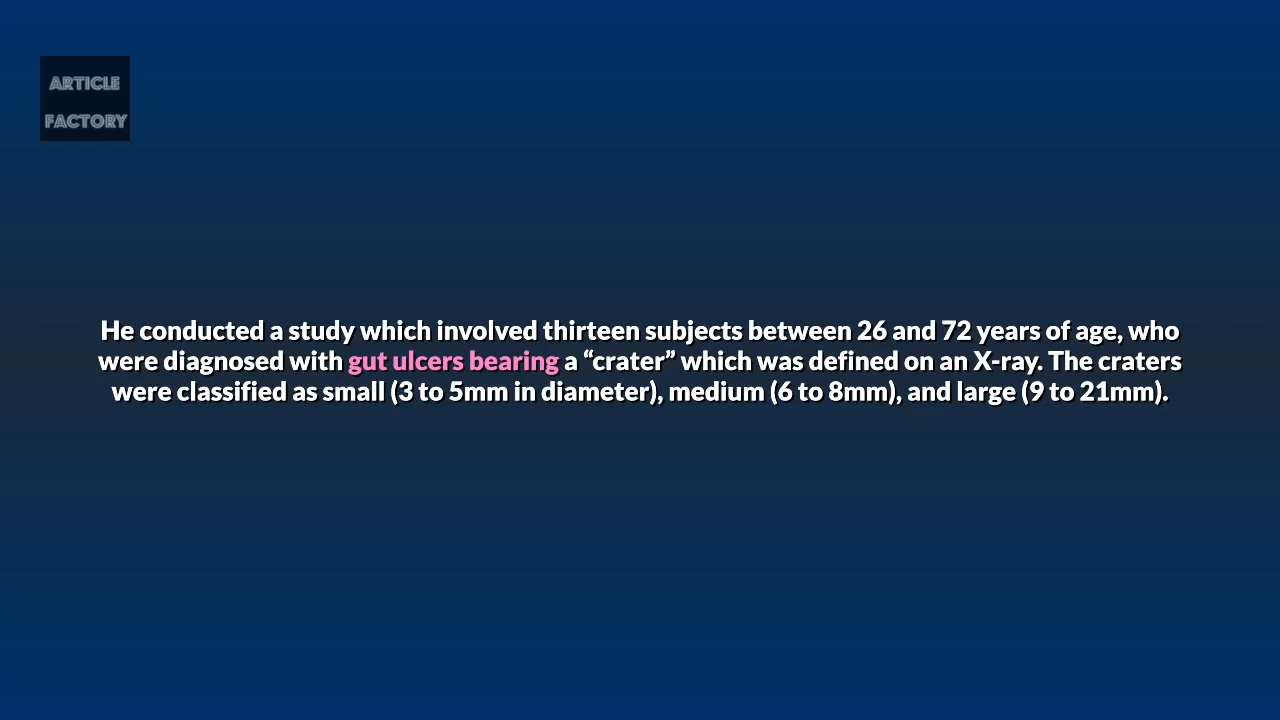 ARTICLE
FACTORY
He conducted a study which involved thirteen subjects between 26 and 72 years of age, who
were diagnosed with gut ulcers bearing a “crater” which was defined on an X-ray. The craters
were classified as small (3 to 5mm in diameter), medium (6 to 8mm), and large (9 to 21mm).